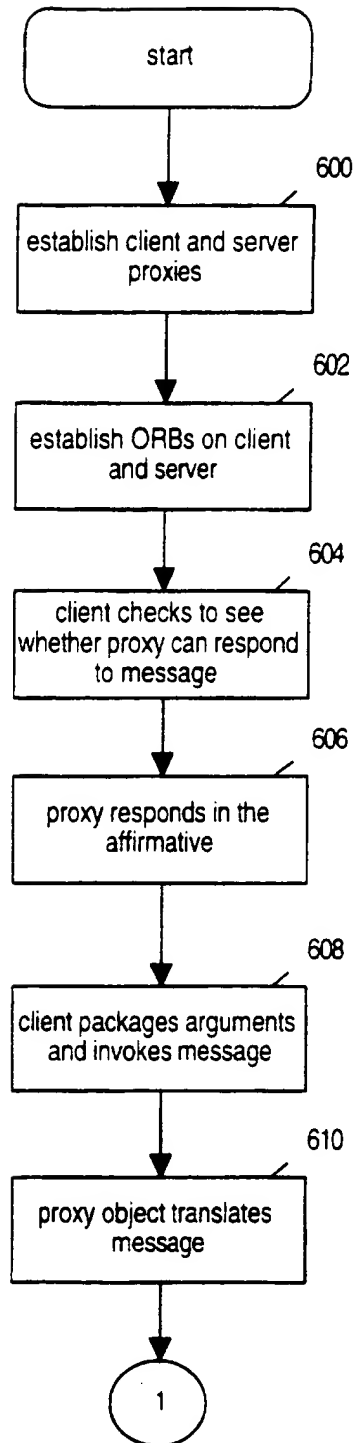 start
600
establish client and server
proxies
602
establish ORBs on client
and server
604
client checks to see
whether proxy can respond
to message
606
proxy responds in the
affirmative
608
client packages arguments
and invokes message
610
proxy object translates
message
1